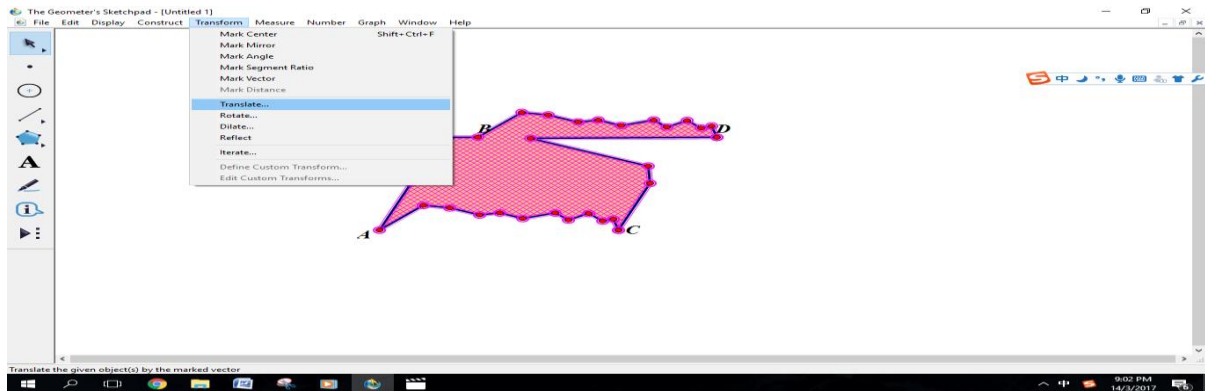 The Geometer's Sketchpad - [Untitled 1]
File Edit Display Construct Transform Measure Number Graph Window Help
Mark Center Shift+Ctrl+F
Mark Mirror
Mark Angle
Mark Segment Ratio
Mark Vector
Mark Distance
Translate...
Rotate...
Dilate...
Reflect
Iterate...
Define Custom Transform...
Edit Custom Transforms...
A
中
B
D
A
C
Translate the given object(s) by the marked vector
中
9:02 PM
14/3/2017